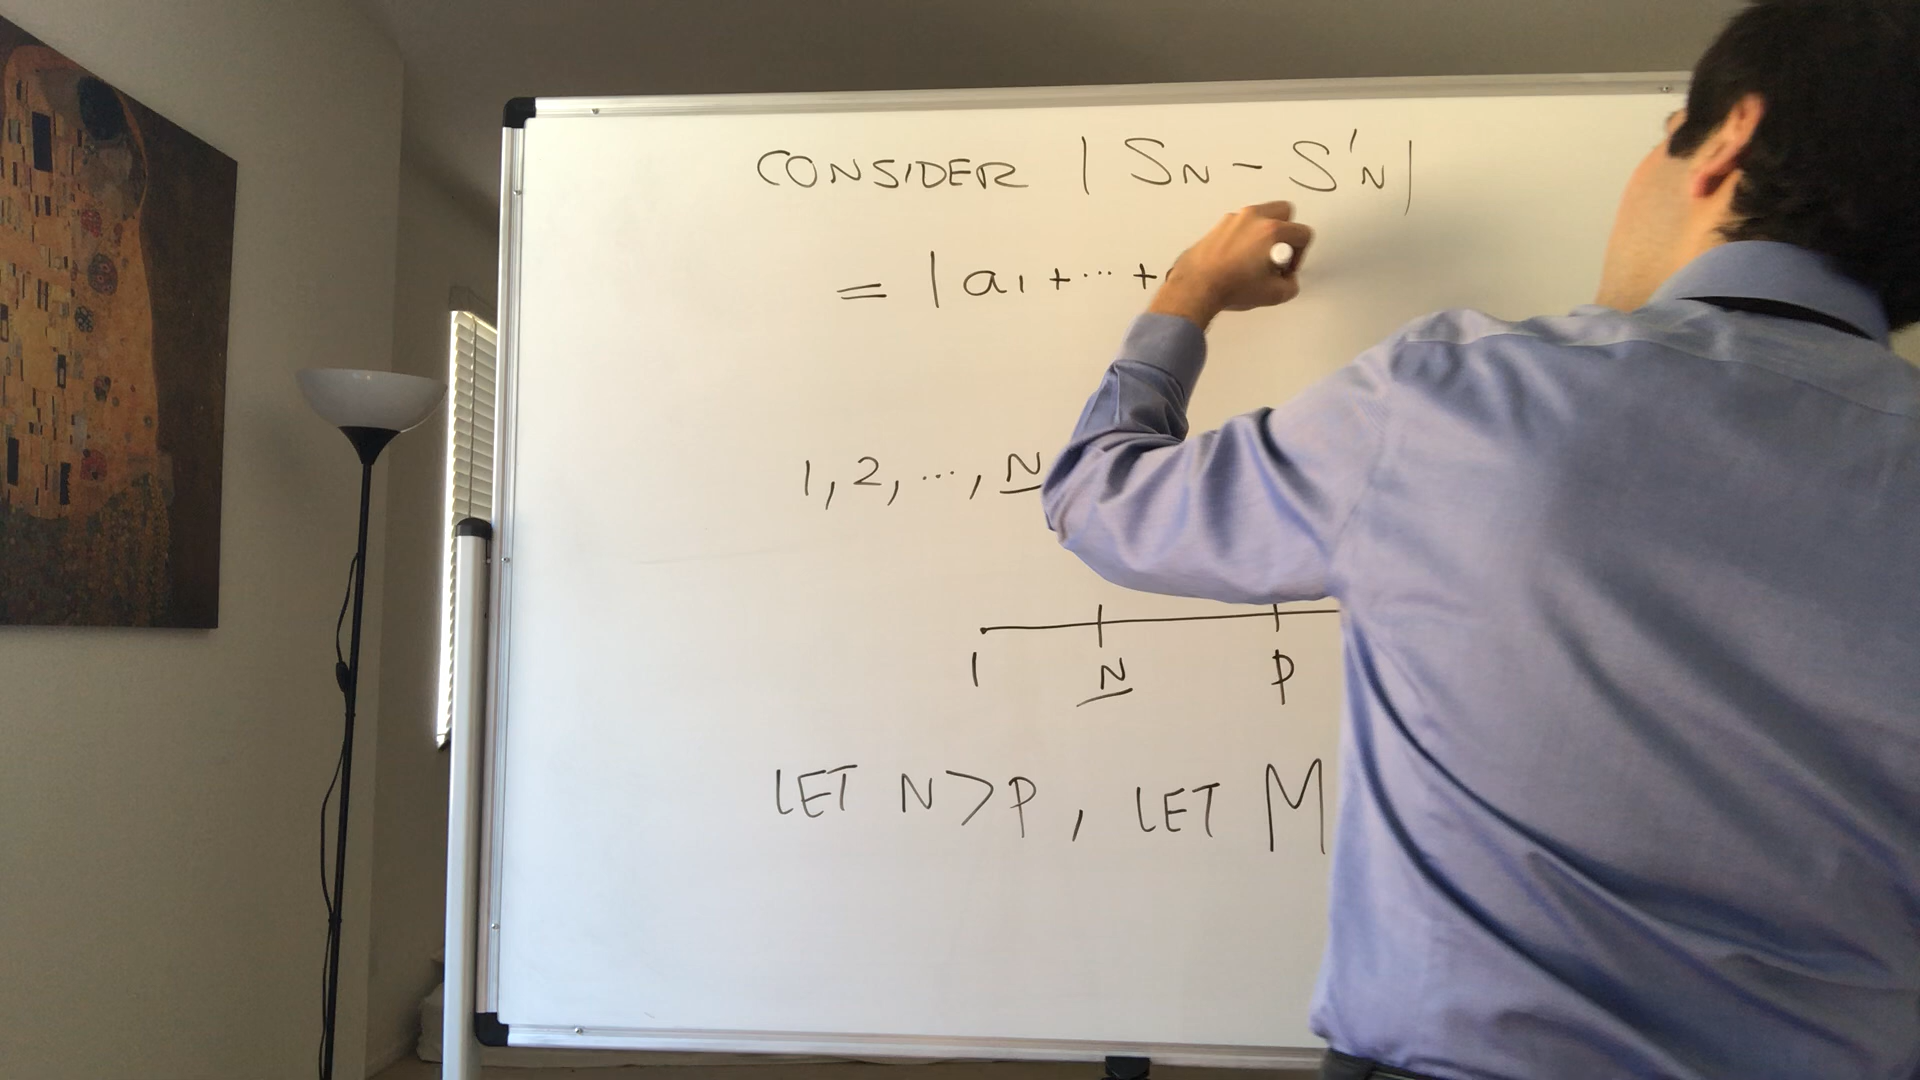 CONSIDER | SN - S'N |
= | a1 + ... +
1, 2, ..., N
1 N P
LET N > P, LET M